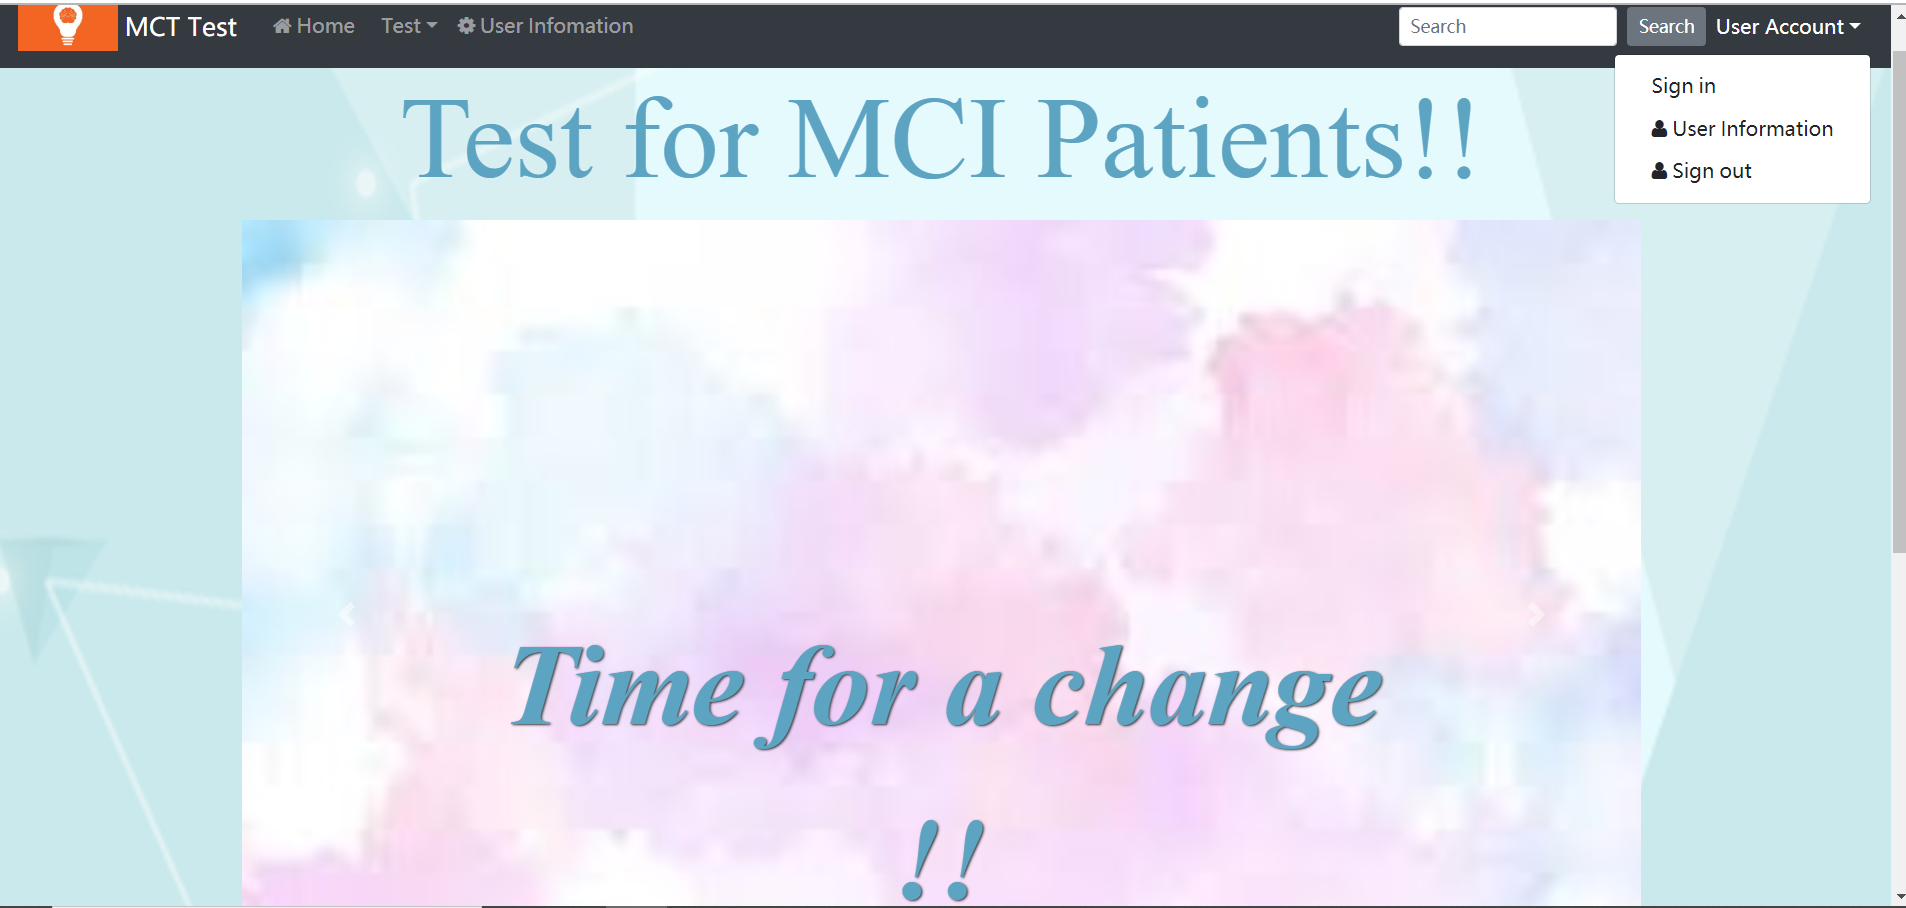 MCT Test Home Test User Infomation Search Search User Account
Sign in
User Information
Sign out
Test for MCI Patients!!
Time for a change
!!